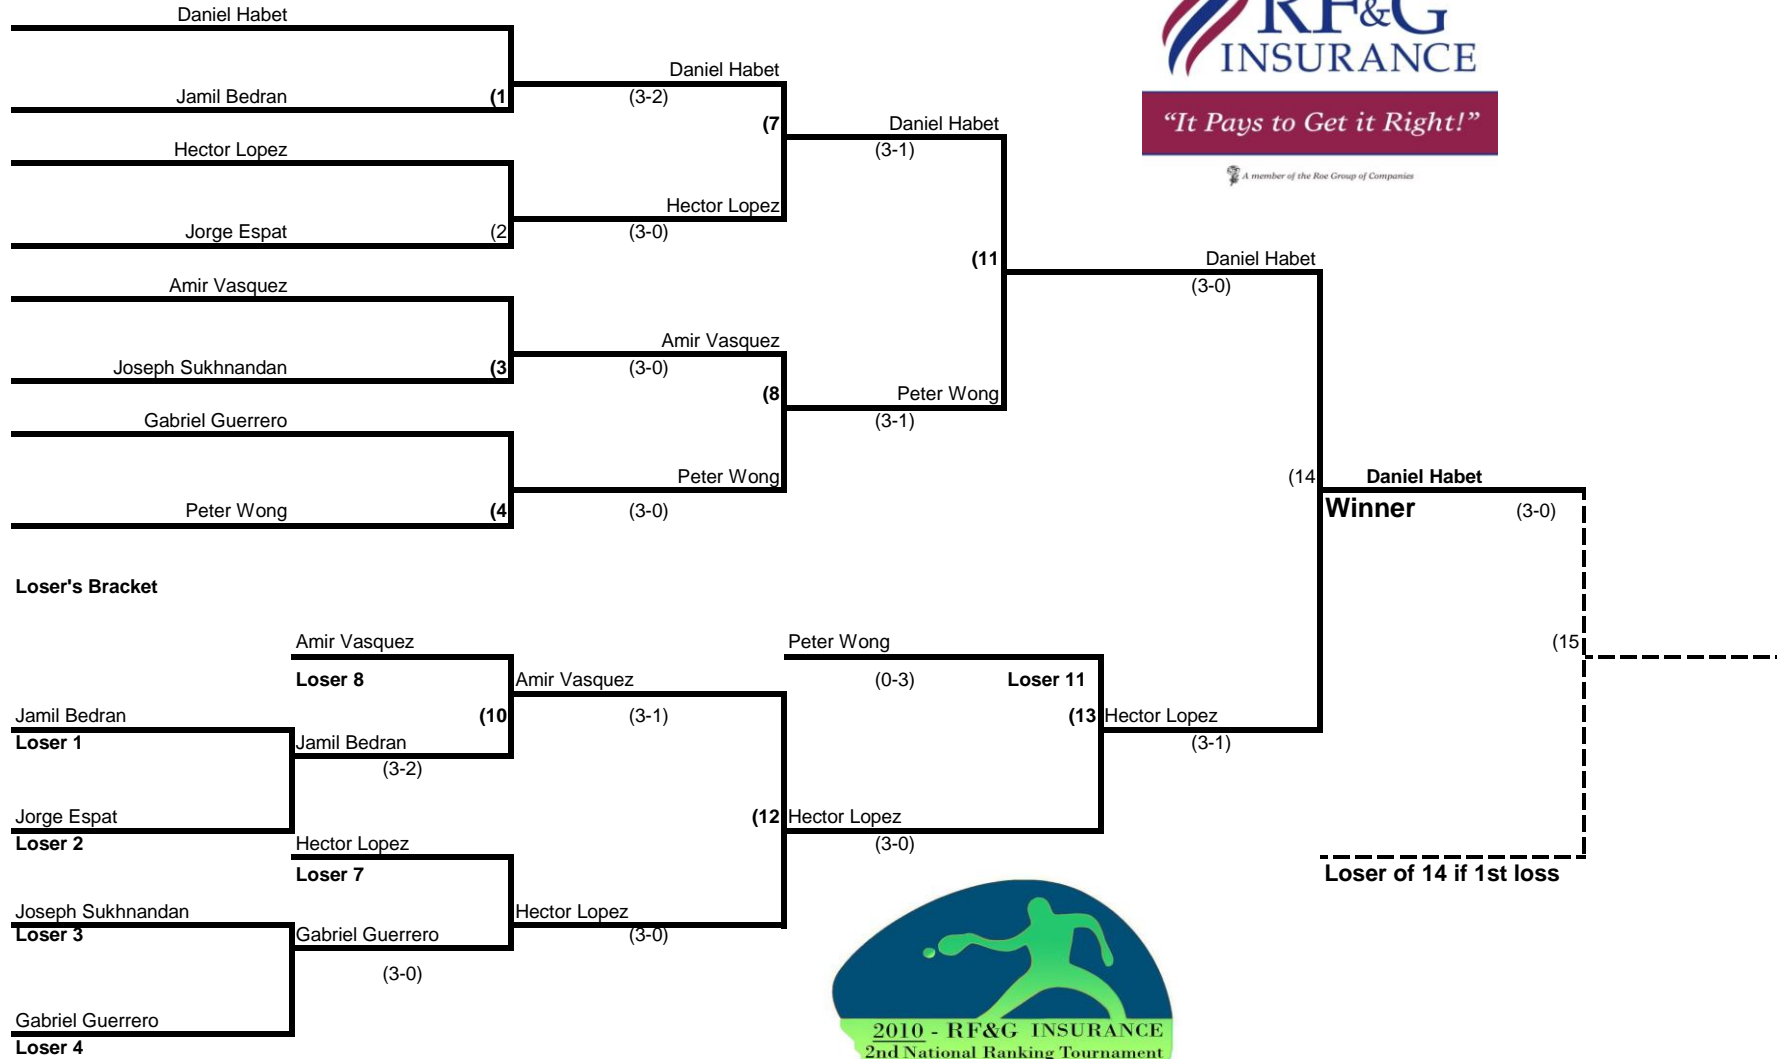 Daniel Habet
RF&G
INSURANCE
Daniel Habet
Jamil Bedran (1 (3-2)
"It Pays to Get it Right!"
(7 Daniel Habet
Hector Lopez (3-1)
A member of the Roe Group of Companies
Hector Lopez
Jorge Espat (2 (3-0)
(11 Daniel Habet
Amir Vasquez (3-0)
Amir Vasquez
Joseph Sukhnandan (3 (3-0)
(8 Peter Wong
Gabriel Guerrero (3-1)
Peter Wong (14 Daniel Habet
Peter Wong (4 (3-0) Winner (3-0)
Loser's Bracket
Amir Vasquez Peter Wong (15
Loser 8 Amir Vasquez (0-3) Loser 11
Jamil Bedran (10 (3-1) (13 Hector Lopez
Loser 1 Jamil Bedran (3-1)
(3-2)
Jorge Espat (12 Hector Lopez
Loser 2 Hector Lopez (3-0)
Loser 7 Loser of 14 if 1st loss
Joseph Sukhnandan Hector Lopez
Loser 3 Gabriel Guerrero (3-0)
(3-0)
Gabriel Guerrero
2010 - RF&G INSURANCE
Loser 4
2nd National Ranking Tournament